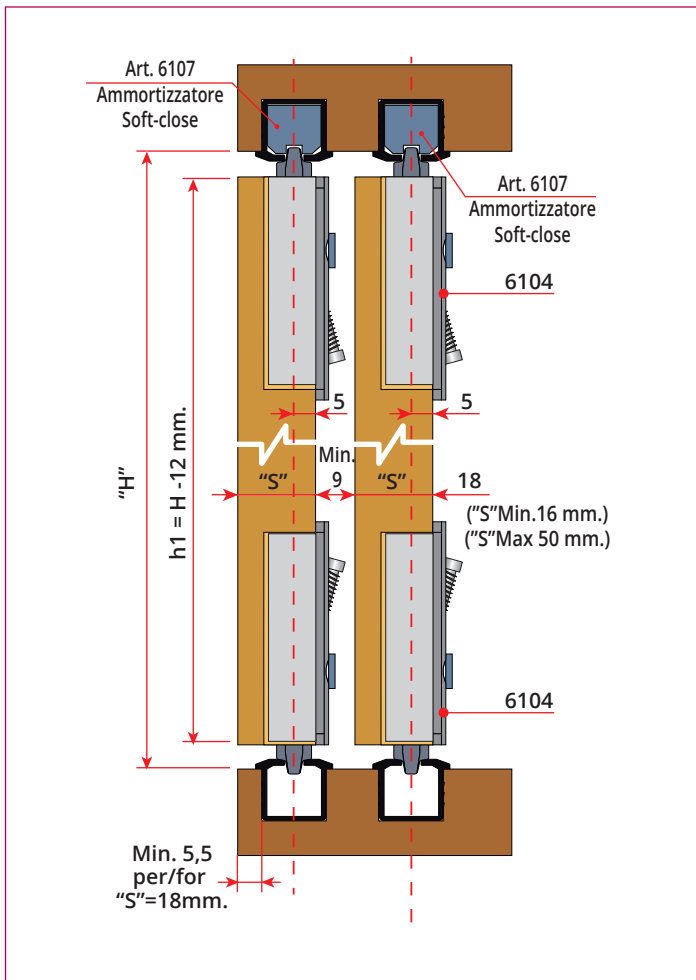 Art. 6107
Ammortizzatore
Soft-close
Art. 6107
Ammortizzatore
Soft-close
6104
5
5
“H”
h1 = H -12 mm.
“S”
Min.
9
“S”
18
(”S”Min.16 mm.)
(”S”Max 50 mm.)
6104
Min. 5,5
per/for
“S”=18mm.